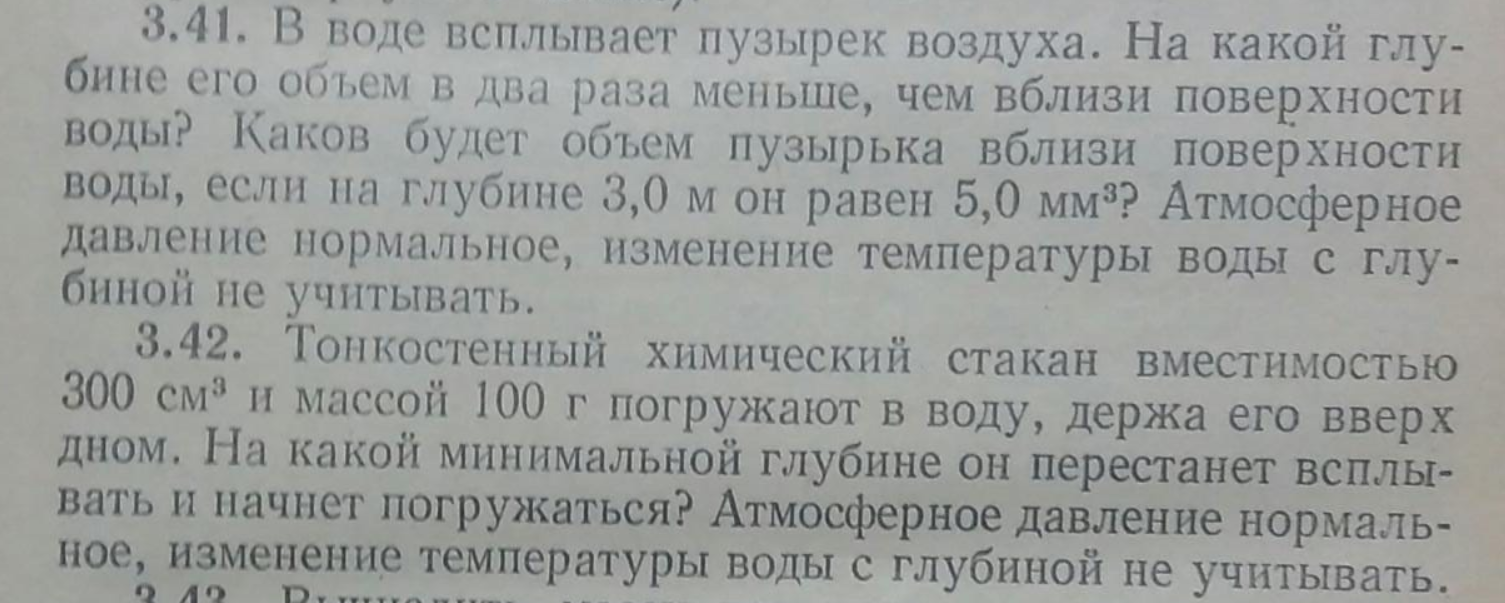 3.41. В воде всплывает пузырек воздуха. На какой глу-
бине его объем в два раза меньше, чем вблизи поверхности
воды? Каков будет объем пузырька вблизи поверхности
воды, если на глубине 3,0 м он равен 5,0 мм³? Атмосферное
давление нормальное, изменение температуры воды с глу-
биной не учитывать.
3.42. Тонкостенный химический стакан вместимостью
300 см³ и массой 100 г погружают в воду, держа его вверх
дном. На какой минимальной глубине он перестанет всплы-
вать и начнет погружаться? Атмосферное давление нормаль-
ное, изменение температуры воды с глубиной не учитывать.